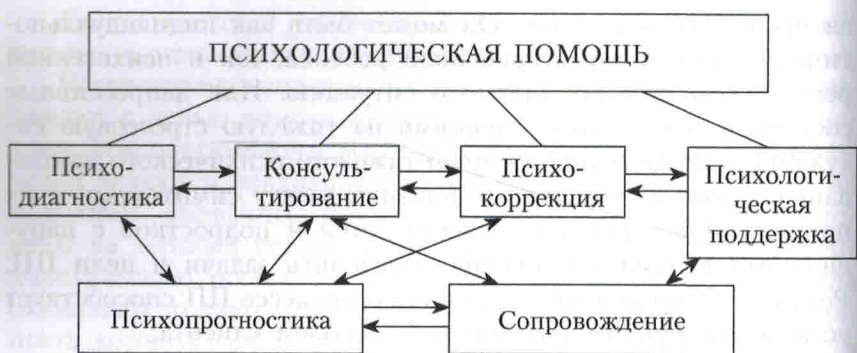 ПСИХОЛОГИЧЕСКАЯ ПОМОЩЬ
Психо-
диагностика
Консуль-
тирование
Психо-
коррекция
Психологи-
ческая
поддержка
Психопрогностика
Сопровождение